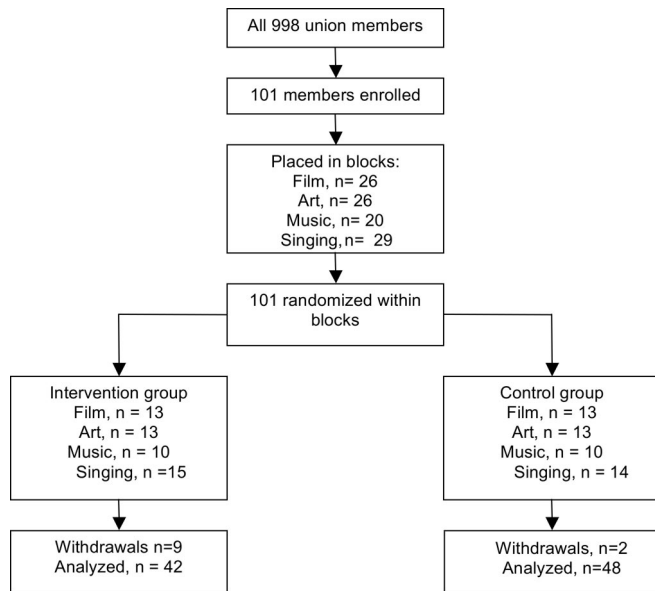 All 998 union members
101 members enrolled
Placed in blocks:
Film, n= 26
Art, n= 26
Music, n = 20
Singing, n=  29
101 randomized within
blocks
Intervention group
Film, n = 13
Art, n = 13
Music, n = 10
Singing, n =15
Control group
Film, n = 13
Art, n = 13
Music, n = 10
Singing, n = 14
Withdrawals n=9
Analyzed, n = 42
Withdrawals, n=2
Analyzed, n=48